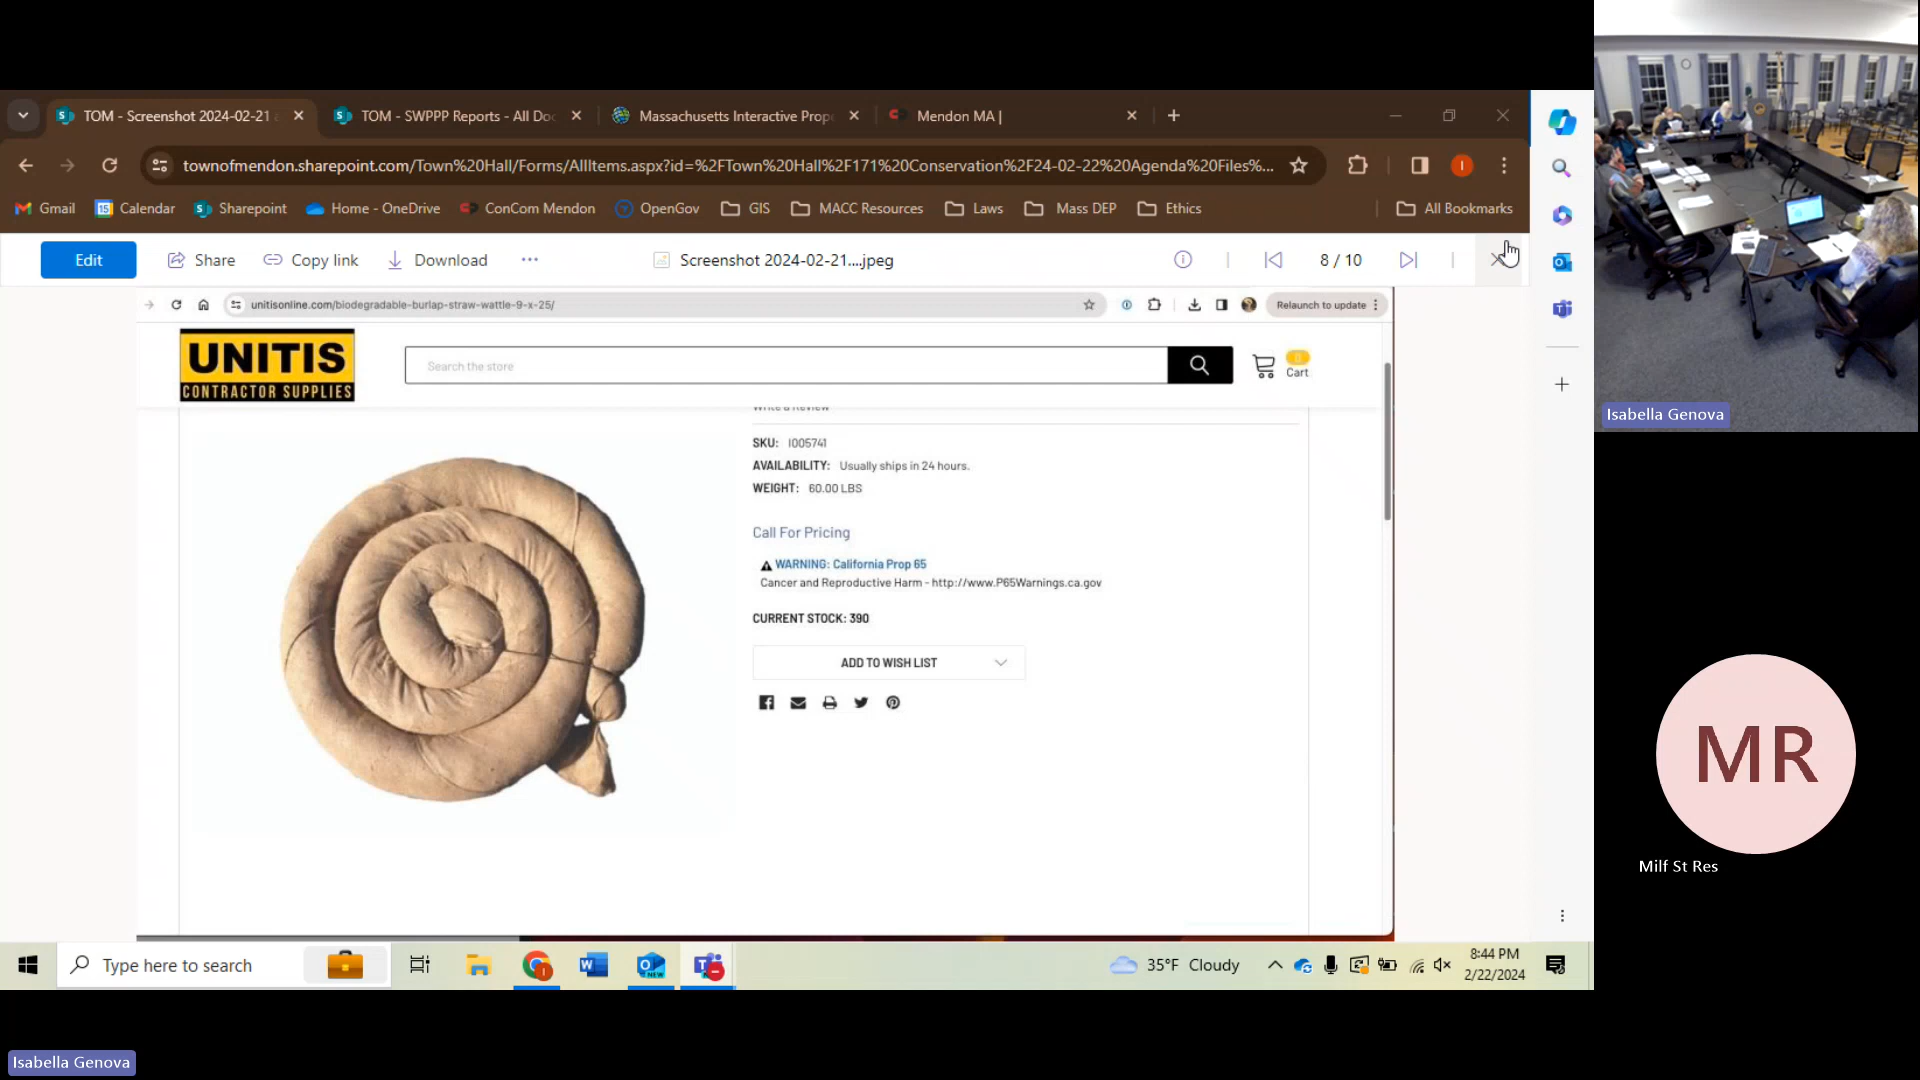 TOM - Screenshot 2024-02-21
TOM - SWPPP Reports - All Doc
Massachusetts Interactive Prope
Mendon MA |
townofmendon.sharepoint.com/Town%20Hall/Forms/AllItems.aspx?id=%2FTown%20Hall%2F171%20Conservation%2F24-02-22%20Agenda%20Files%...
I
Gmail
15
Calendar
Sharepoint
Home - OneDrive
ConCom Mendon
OpenGov
GIS
MACC Resources
Laws
Mass DEP
Ethics
All Bookmarks
Edit
Share
Copy link
Download
Screenshot 2024-02-21....jpeg
8 / 10
unitisonline.com/biodegradable-burlap-straw-wattle-9-x-25/
Relaunch to update
UNITIS
CONTRACTOR SUPPLIES
Search the store
0
Cart
Write a Review
SKU: I005741
AVAILABILITY: Usually ships in 24 hours.
WEIGHT: 60.00 LBS
Call For Pricing
WARNING: California Prop 65
Cancer and Reproductive Harm - http://www.P65Warnings.ca.gov
CURRENT STOCK: 390
ADD TO WISH LIST
Type here to search
35°F Cloudy
8:44 PM
2/22/2024
Isabella Genova
MR
Milf St Res
Isabella Genova